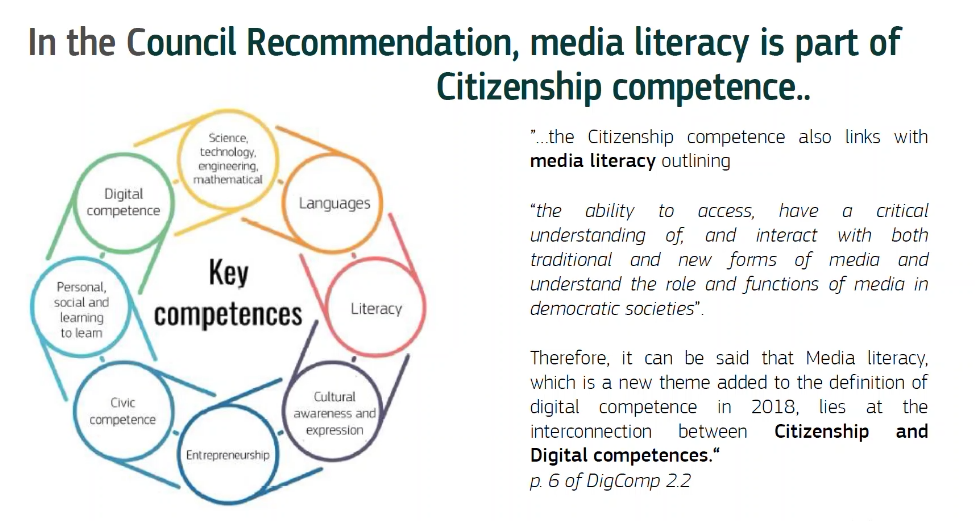 In the Council Recommendation, media literacy is part of
Citizenship competence..
Science,
technology,
engineering,
mathematical
Languages
Literacy
Cultural
awareness and
expression
Entrepreneurship
Civic
competence
Personal,
social and
learning
to learn
Digital
competence
Key
competences
"...the Citizenship competence also links with
media literacy outlining
“the ability to access, have a critical
understanding of, and interact with both
traditional and new forms of media and
understand the role and functions of media in
democratic societies”.
Therefore, it can be said that Media literacy,
which is a new theme added to the definition of
digital competence in 2018, lies at the
interconnection between Citizenship and
Digital competences.“
p. 6 of DigComp 2.2